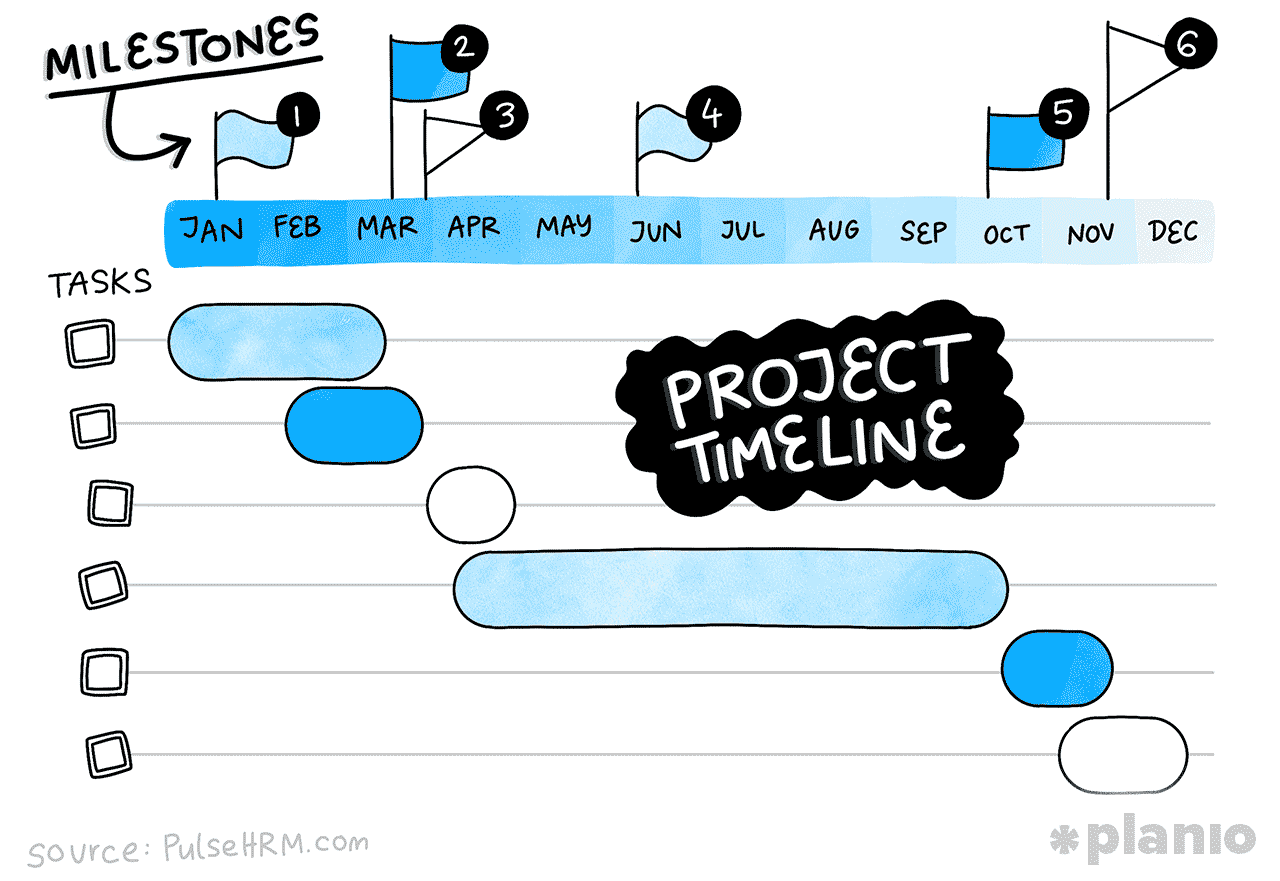 MILESTONES
1
2
3
4
5
6
JAN FEB MAR APR MAY JUN JUL AUG SEP OCT NOV DEC
TASKS
PROJECT
TIMELINE
source: PulseHRM.com
planio